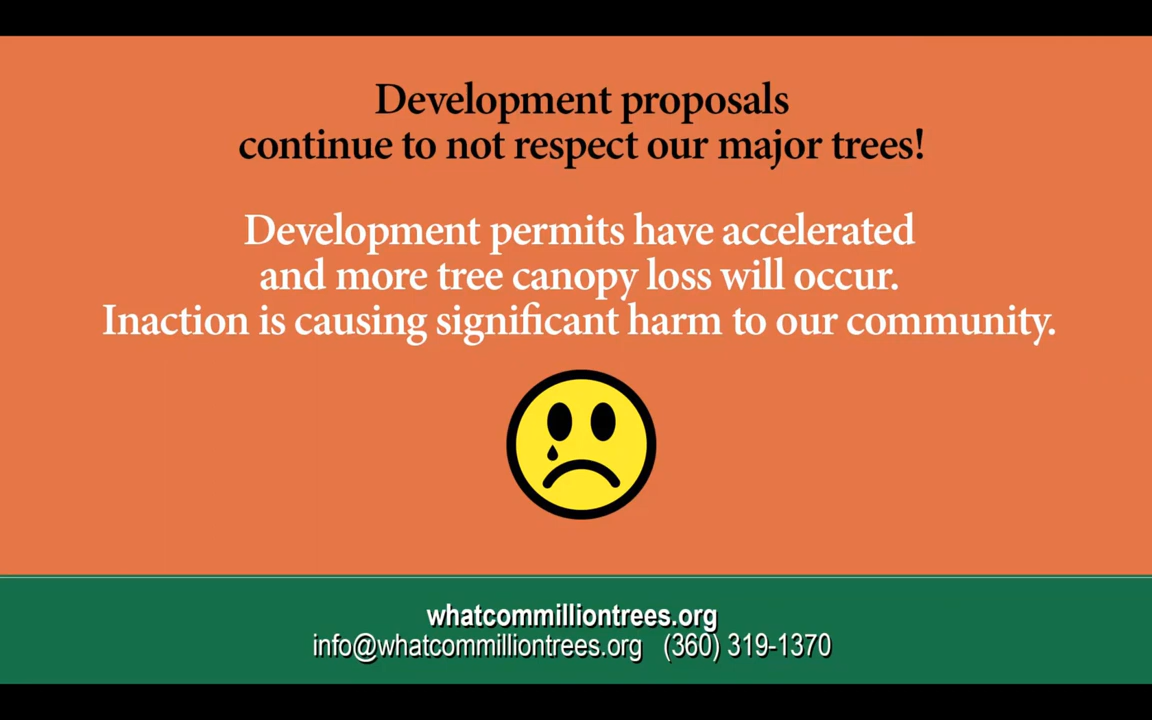 Development proposals
continue to not respect our major trees!
Development permits have accelerated
and more tree canopy loss will occur.
Inaction is causing significant harm to our community.
whatcommilliontrees.org
info@whatcommilliontrees.org (360) 319-1370